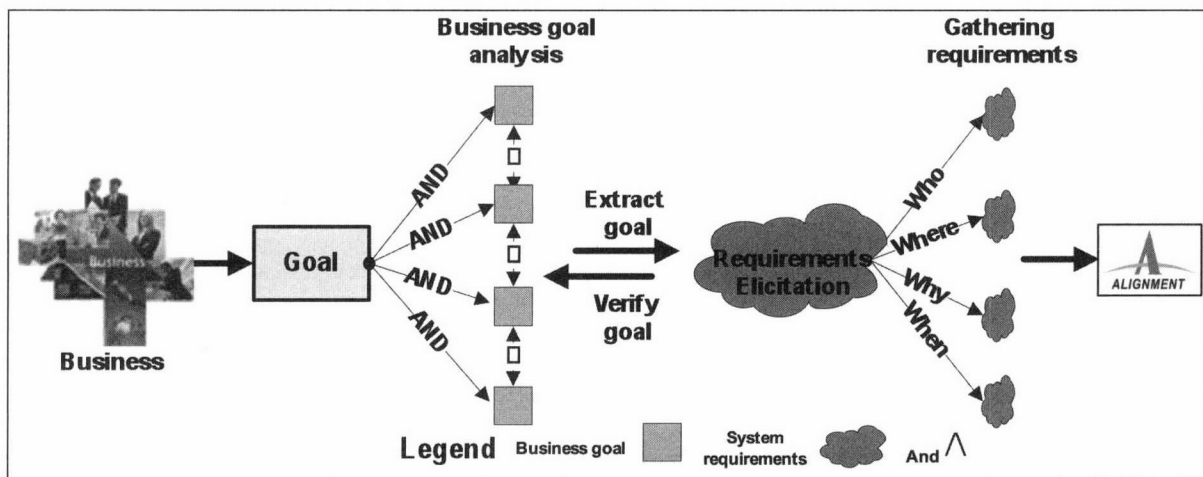 Business goal
analysis
Gathering
requirements
Business
Business
Goal
AND
AND
AND
AND
Extract
goal
Verify
goal
Requirements
Elicitation
Who
Where
Why
When
ALIGNMENT
Legend
Business goal
System
requirements
And ∧